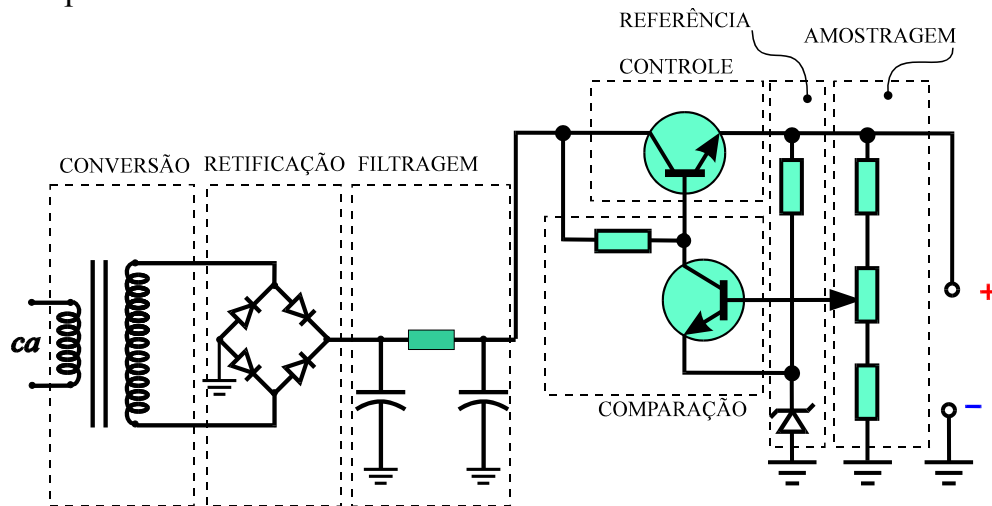 REFERÊNCIA
AMOSTRAGEM
CONTROLE
CONVERSÃO RETIFICAÇÃO FILTRAGEM
ca
+
COMPARAÇÃO
−